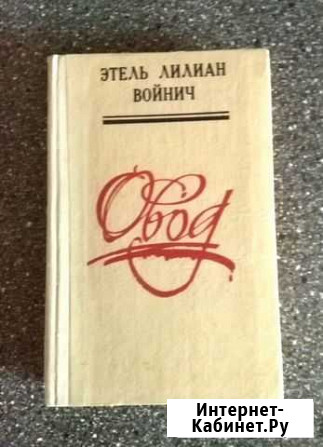 ЭТЕЛЬ ЛИЛИАН
ВОЙНИЧ
Овод
Интернет-
Кабинет.Ру